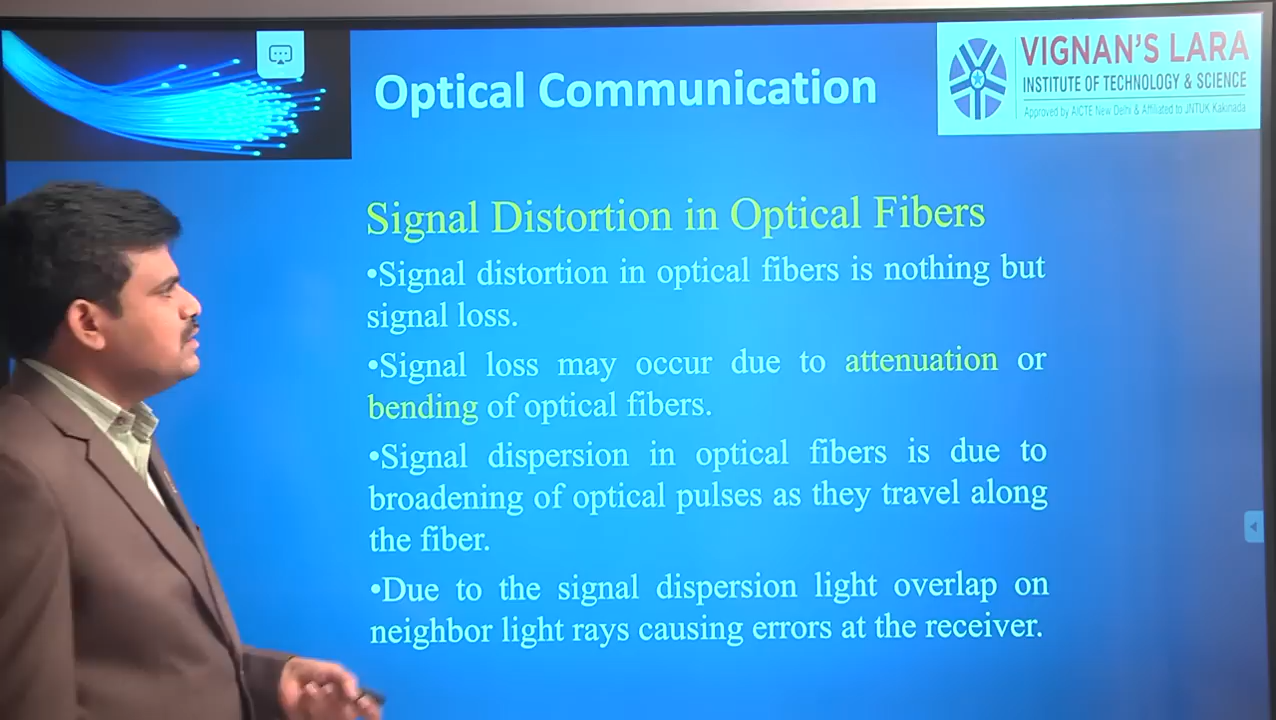 Optical Communication
VIGNAN'S LARA
INSTITUTE OF TECHNOLOGY & SCIENCE
Approved by AICTE New Delhi & Affiliated to JNTUK Kakinada
Signal Distortion in Optical Fibers
•Signal distortion in optical fibers is nothing but
signal loss.
•Signal loss may occur due to attenuation or
bending of optical fibers.
•Signal dispersion in optical fibers is due to
broadening of optical pulses as they travel along
the fiber.
•Due to the signal dispersion light overlap on
neighbor light rays causing errors at the receiver.